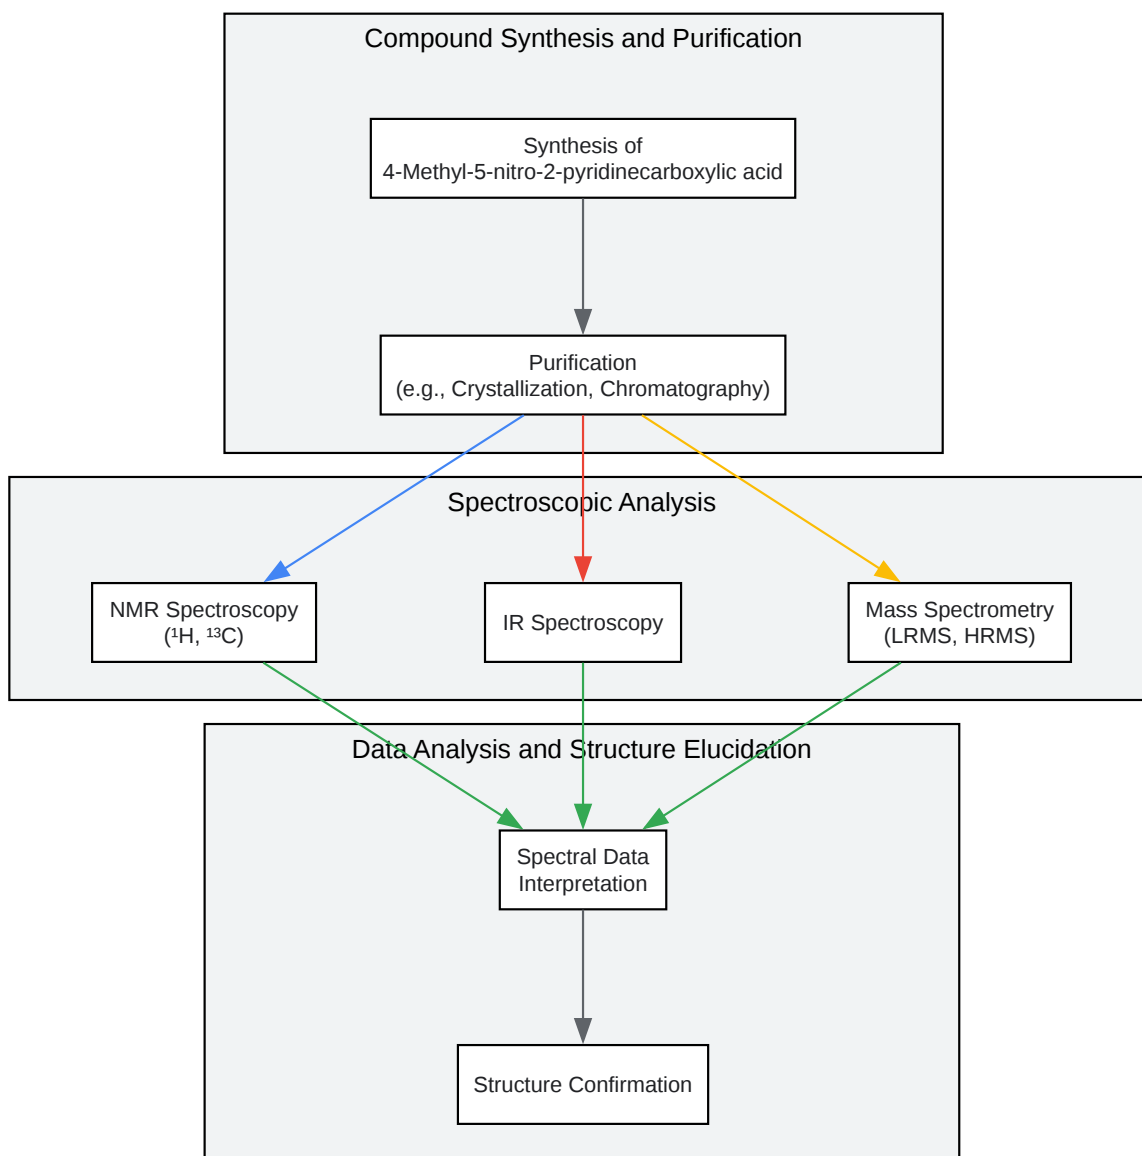 Compound Synthesis and Purification
Synthesis of
4-Methyl-5-nitro-2-pyridinecarboxylic acid
Purification
(e.g., Crystallization, Chromatography)
Spectroscopic Analysis
NMR Spectroscopy
(¹H, ¹³C)
IR Spectroscopy
Mass Spectrometry
(LRMS, HRMS)
Data Analysis and Structure Elucidation
Spectral Data
Interpretation
Structure Confirmation